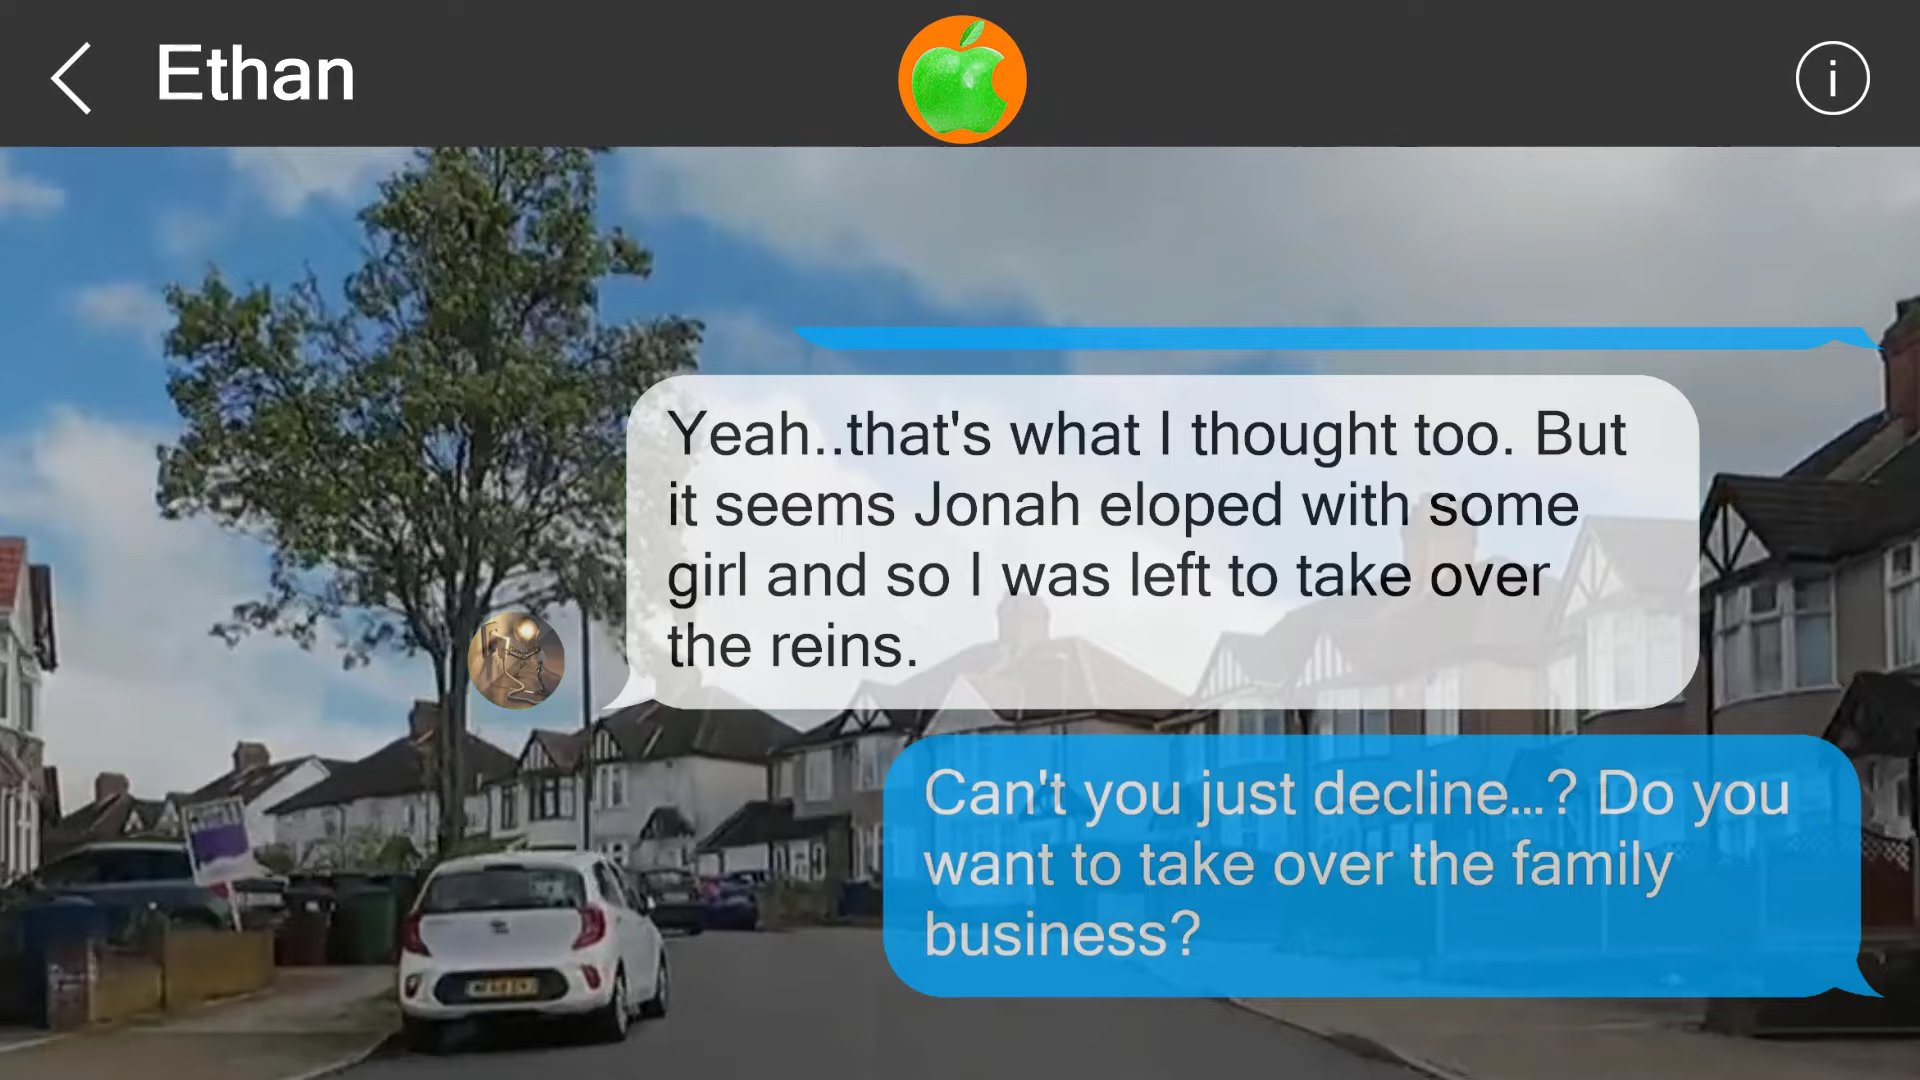 Ethan
i
Yeah..that's what I thought too. But
it seems Jonah eloped with some
girl and so I was left to take over
the reins.
Can't you just decline...? Do you
want to take over the family
business?